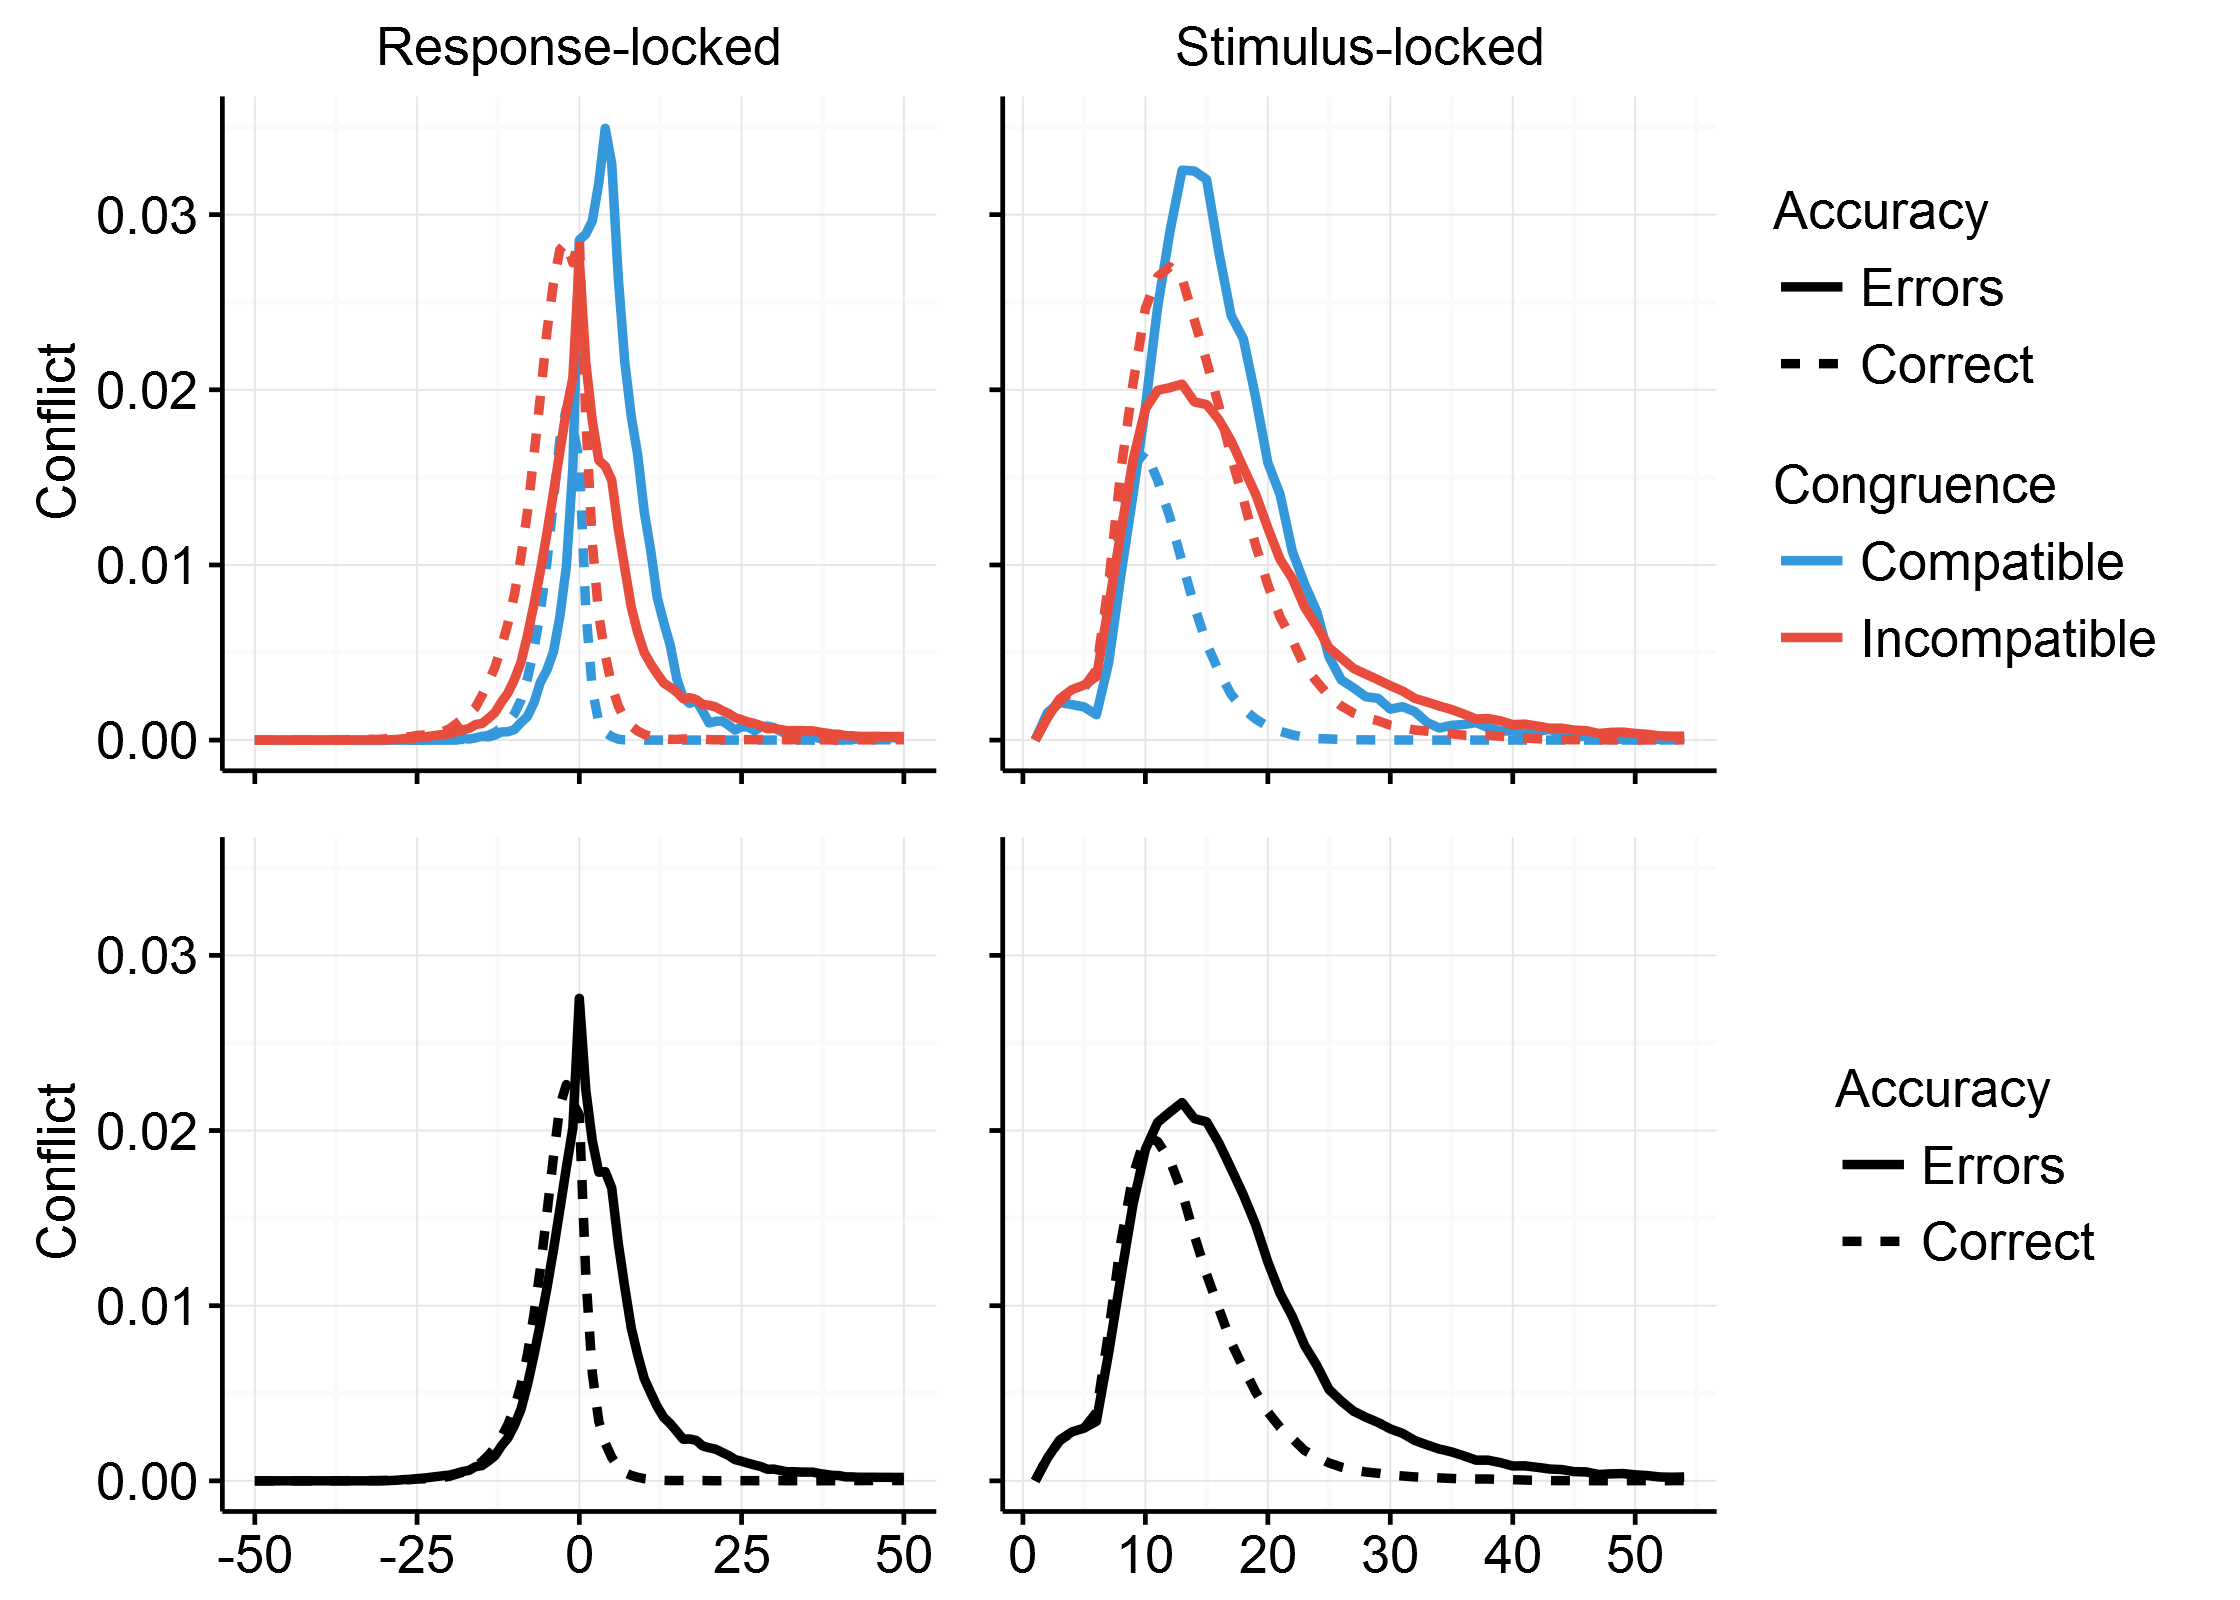 Response-locked
Stimulus-locked
Conflict
0.03
0.02
0.01
0.00
Accuracy
Errors
Correct
Congruence
Compatible
Incompatible
Conflict
0.03
0.02
0.01
0.00
-50 -25 0 25 50
0 10 20 30 40 50
Accuracy
Errors
Correct